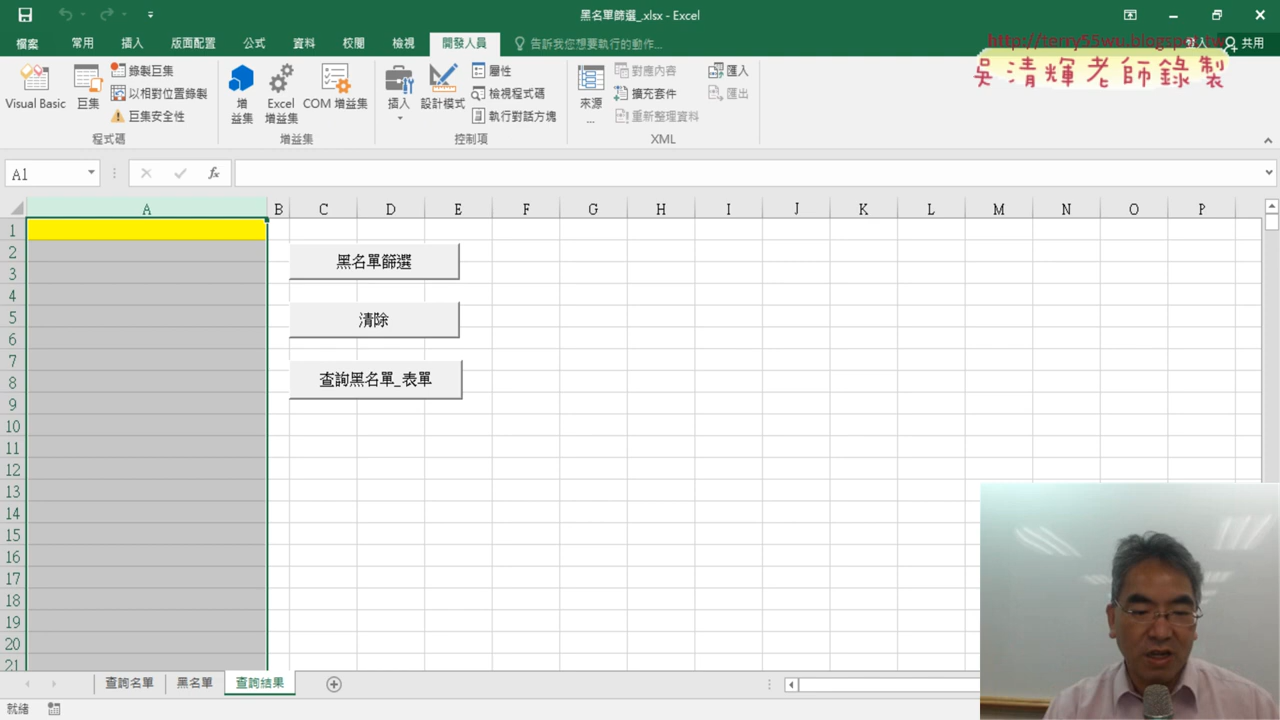 黑名單篩選_.xlsx - Excel
檔案 常用 插入 版面配置 公式 資料 校閱 檢視 開發人員 告訴我您想要執行的動作... 登入 共用
http://terry55wu.blogspot.tw
吳清輝老師錄製
Visual Basic
巨集
錄製巨集
以相對位置錄製
巨集安全性
程式碼
增益集
Excel 增益集
COM 增益集
增益集
插入
設計模式
屬性
檢視程式碼
執行對話方塊
控制項
來源
...
對應內容
擴充套件
重新整理資料
匯入
匯出
XML
A1
fx
A B C D E F G H I J K L M N O P
1
2
3
4
5
6
7
8
9
10
11
12
13
14
15
16
17
18
19
20
21
黑名單篩選
清除
查詢黑名單_表單
查詢名單 黑名單 查詢結果
就緒